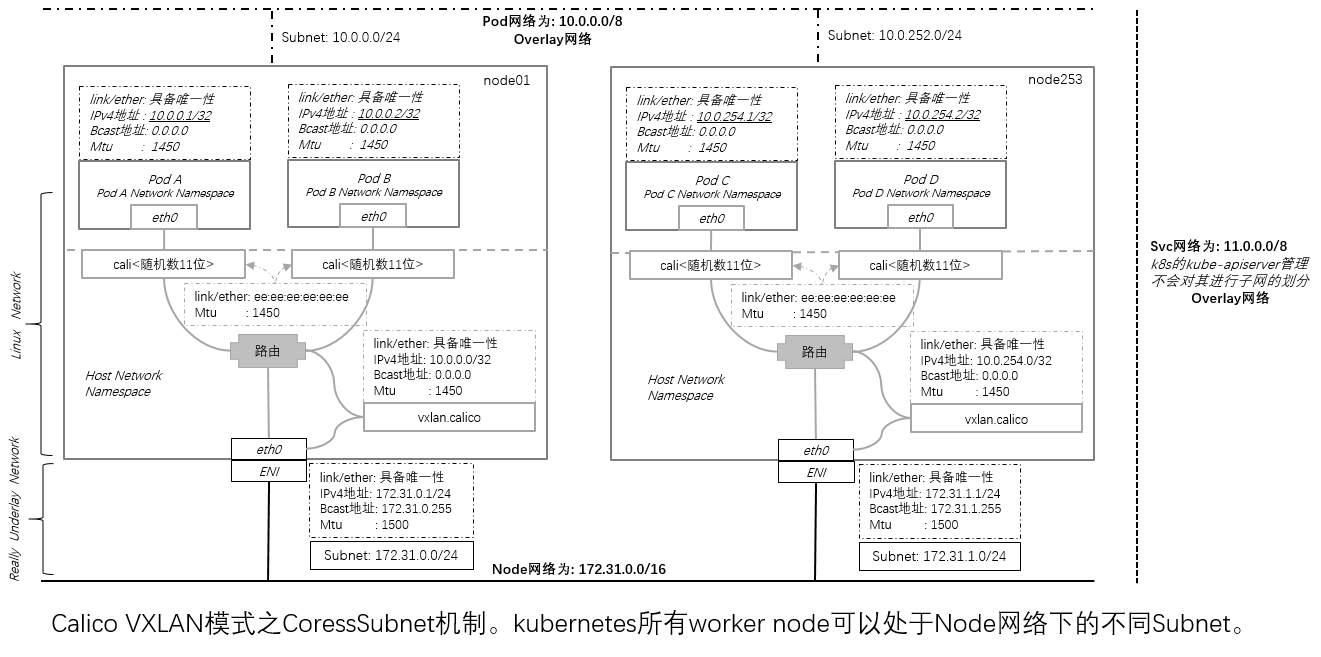 Pod网络为: 10.0.0.0/8
Overlay网络
Subnet: 10.0.0.0/24
Subnet: 10.0.252.0/24
node01
link/ether: 具备唯一性
IPv4地址 : 10.0.0.1/32
Bcast地址: 0.0.0.0
Mtu : 1450
Pod A
Pod A Network Namespace
eth0
link/ether: 具备唯一性
IPv4地址 : 10.0.0.2/32
Bcast地址: 0.0.0.0
Mtu : 1450
Pod B
Pod B Network Namespace
eth0
cali<随机数11位>
cali<随机数11位>
link/ether: ee:ee:ee:ee:ee:ee
Mtu : 1450
路由
Host Network
Namespace
link/ether: 具备唯一性
IPv4地址: 10.0.0.0/32
Bcast地址: 0.0.0.0
Mtu : 1450
vxlan.calico
eth0
ENI
link/ether: 具备唯一性
IPv4地址: 172.31.0.1/24
Bcast地址: 172.31.0.255
Mtu : 1500
Subnet: 172.31.0.0/24
node253
link/ether: 具备唯一性
IPv4地址 : 10.0.254.1/32
Bcast地址: 0.0.0.0
Mtu : 1450
Pod C
Pod C Network Namespace
eth0
link/ether: 具备唯一性
IPv4地址 : 10.0.254.2/32
Bcast地址: 0.0.0.0
Mtu : 1450
Pod D
Pod D Network Namespace
eth0
cali<随机数11位>
cali<随机数11位>
link/ether: ee:ee:ee:ee:ee:ee
Mtu : 1450
路由
Host Network
Namespace
link/ether: 具备唯一性
IPv4地址: 10.0.254.0/32
Bcast地址: 0.0.0.0
Mtu : 1450
vxlan.calico
eth0
ENI
link/ether: 具备唯一性
IPv4地址: 172.31.1.1/24
Bcast地址: 172.31.1.255
Mtu : 1500
Subnet: 172.31.1.0/24
Node网络为: 172.31.0.0/16
Linux Network
Really Underlay Network
Svc网络为: 11.0.0.0/8
k8s的kube-apiserver管理
不会对其进行子网的划分
Overlay网络
Calico VXLAN模式之CoressSubnet机制。kubernetes所有worker node可以处于Node网络下的不同Subnet。